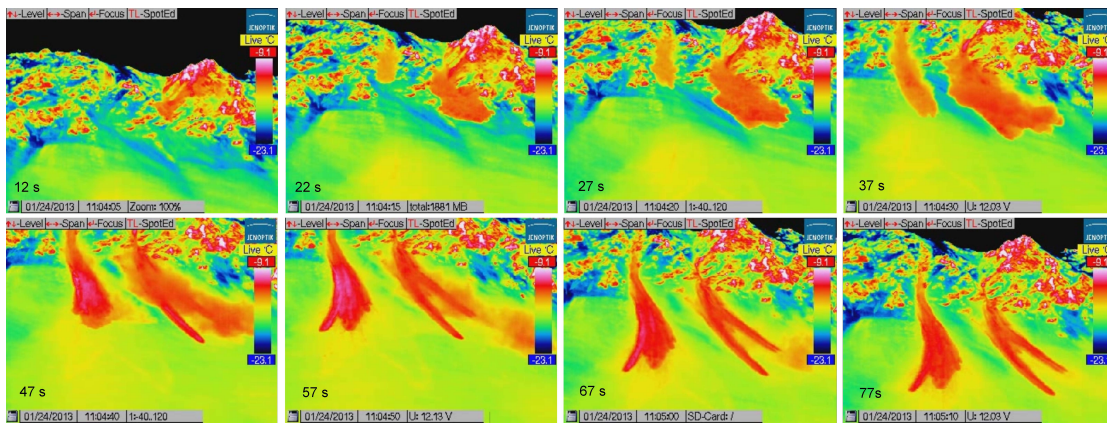 ↑↓-Level ←→-Span ↵-Focus TL-SpotEd
JENOPTIK
Live °C
-9.1
-23.1
12 s
01/24/2013 11:04:05 Zoom: 100%
↑↓-Level ←→-Span ↵-Focus TL-SpotEd
JENOPTIK
Live °C
-9.1
-23.1
22 s
01/24/2013 11:04:15 total:1881 MB
↑↓-Level ←→-Span ↵-Focus TL-SpotEd
JENOPTIK
Live °C
-9.1
-23.1
27 s
01/24/2013 11:04:20 1:-40..120
↑↓-Level ←→-Span ↵-Focus TL-SpotEd
JENOPTIK
Live °C
-9.1
-23.1
37 s
01/24/2013 11:04:30 U: 12.03 V
↑↓-Level ←→-Span ↵-Focus TL-SpotEd
JENOPTIK
Live °C
-9.1
-23.1
47 s
01/24/2013 11:04:40 1:-40..120
↑↓-Level ←→-Span ↵-Focus TL-SpotEd
JENOPTIK
Live °C
-9.1
-23.1
57 s
01/24/2013 11:04:50 U: 12.13 V
↑↓-Level ←→-Span ↵-Focus TL-SpotEd
JENOPTIK
Live °C
-9.1
-23.1
67 s
01/24/2013 11:05:00 SD-Card: /
↑↓-Level ←→-Span ↵-Focus TL-SpotEd
JENOPTIK
Live °C
-9.1
-23.1
77s
01/24/2013 11:05:10 U: 12.03 V